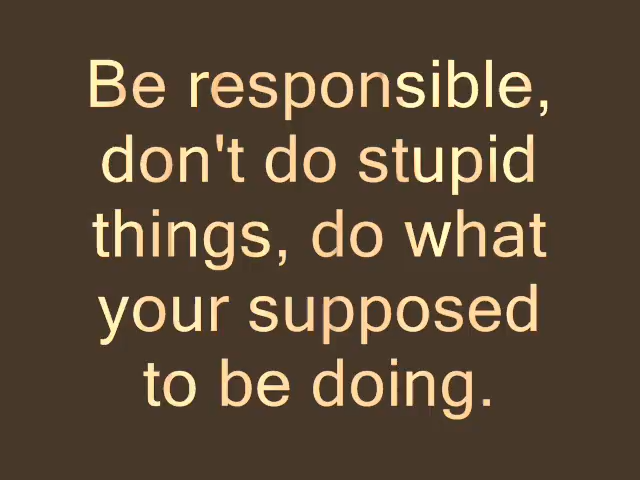 Be responsible,
don't do stupid
things, do what
your supposed
to be doing.